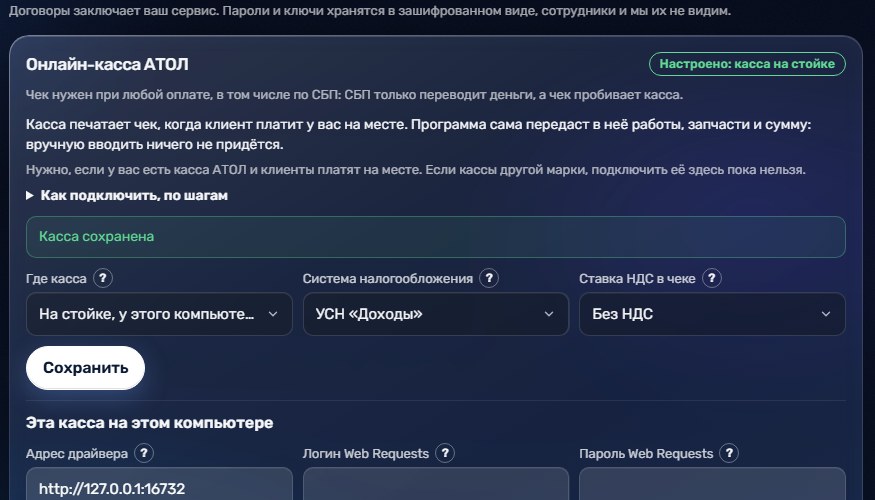 Договоры заключает ваш сервис. Пароли и ключи хранятся в зашифрованном виде, сотрудники и мы их не видим.
Онлайн-касса АТОЛ
Настроено: касса на стойке
Чек нужен при любой оплате, в том числе по СБП: СБП только переводит деньги, а чек пробивает касса.
Касса печатает чек, когда клиент платит у вас на месте. Программа сама передаст в неё работы, запчасти и сумму:
вручную вводить ничего не придётся.
Нужно, если у вас есть касса АТОЛ и клиенты платят на месте. Если кассы другой марки, подключить её здесь пока нельзя.
Как подключить, по шагам
Касса сохранена
Где касса ? Система налогообложения ? Ставка НДС в чеке ?
На стойке, у этого компьюте... УСН «Доходы» Без НДС
Сохранить
Эта касса на этом компьютере
Адрес драйвера ? Логин Web Requests ? Пароль Web Requests ?
http://127.0.0.1:16732